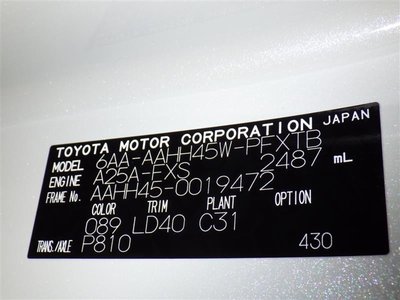 TOYOTA MOTOR CORPORATION JAPAN
MODEL 6AA-AAHH45W-PFXTB
ENGINE A25A-FXS 2487 mL
FRAME No. AAHH45-0019472
COLOR TRIM PLANT OPTION
089 LD40 C31
TRANS./AXLE P810 430